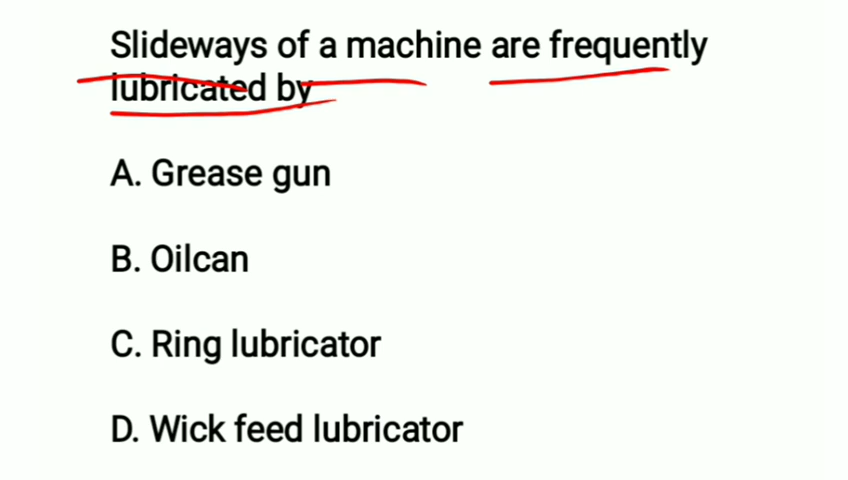 Slideways of a machine are frequently
lubricated by
A. Grease gun
B. Oilcan
C. Ring lubricator
D. Wick feed lubricator